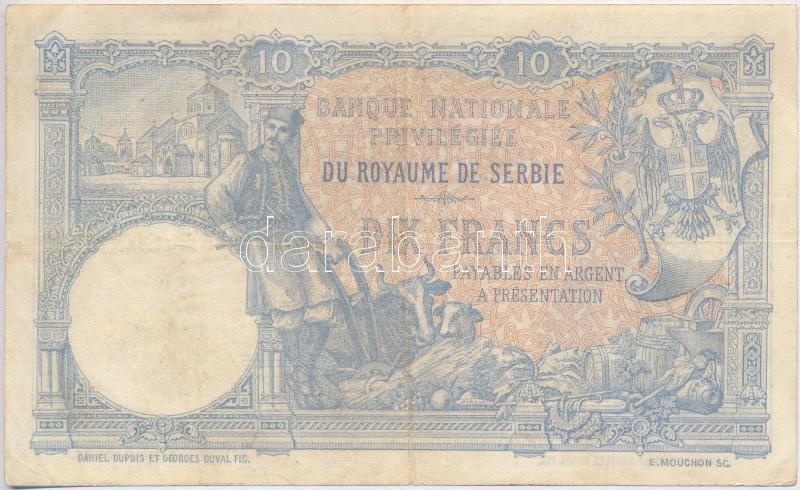 10 10
BANQUE NATIONALE
PRIVILÉGIÉE
DU ROYAUME DE SERBIE
DIX FRANCS
PAYABLES EN ARGENT
A PRÉSENTATION
darabanth
DANIEL DUPUIS ET GEORGES DUVAL FEC.
E. MOUCHON SC.